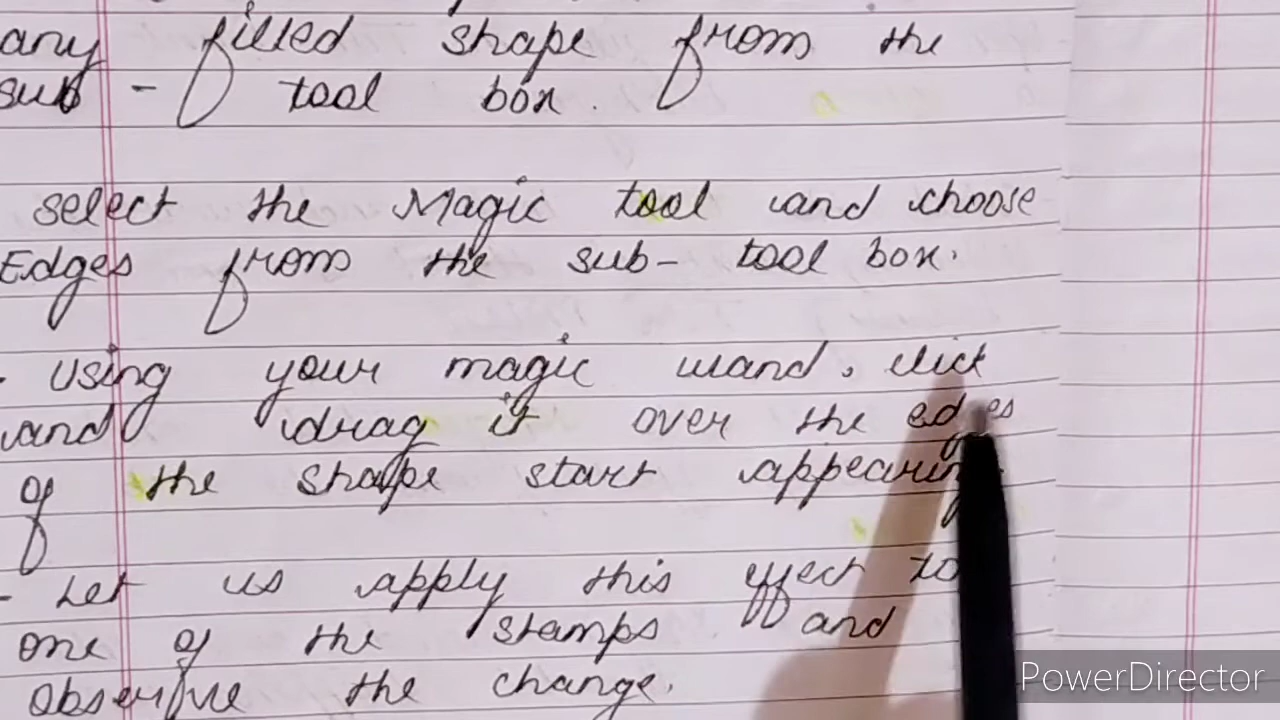 any filled shape from the
sub - tool box.
select the Magic tool and choose
Edges from the sub- tool box.
- Using your magic wand, click
and drag it over the edges
of the shape start appearing.
- Let us apply this effect to
one of the stamps and
observe the change.
PowerDirector